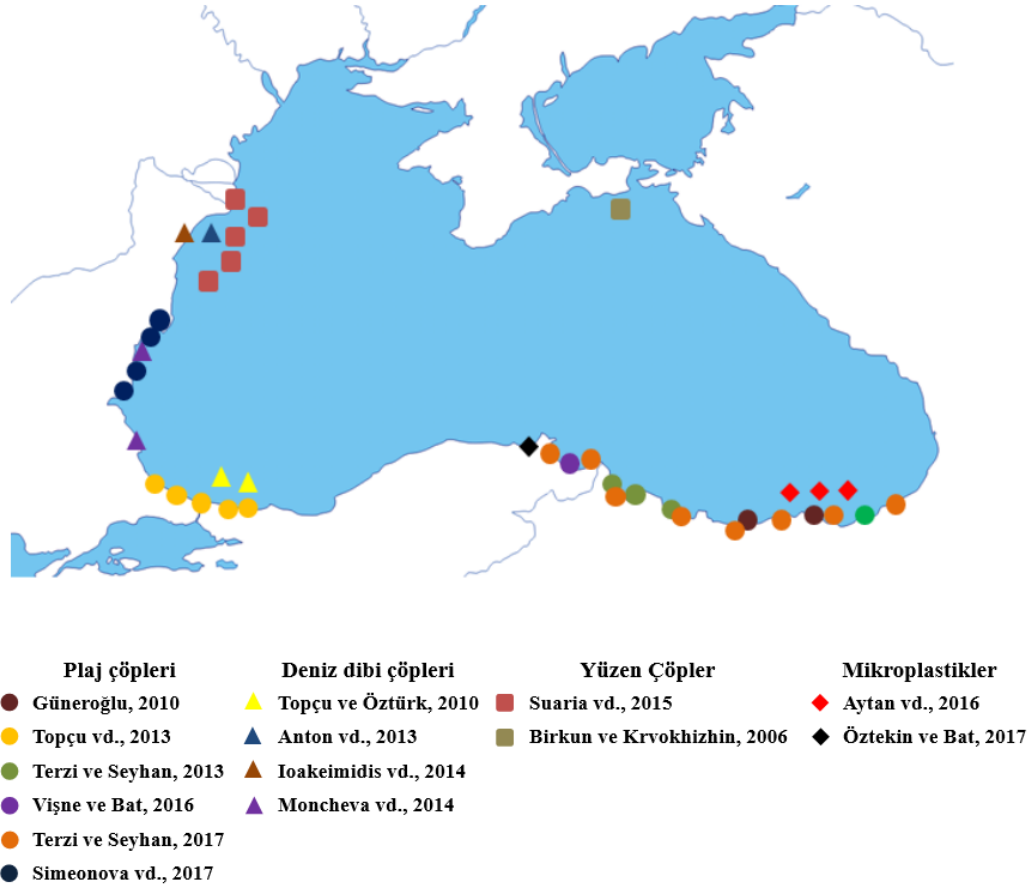 Plaj çöpleri
Güneroğlu, 2010
Topçu vd., 2013
Terzi ve Seyhan, 2013
Vişne ve Bat, 2016
Terzi ve Seyhan, 2017
Simeonova vd., 2017
Deniz dibi çöpleri
Topçu ve Öztürk, 2010
Anton vd., 2013
Ioakeimidis vd., 2014
Moncheva vd., 2014
Yüzen Çöpler
Suaria vd., 2015
Birkun ve Krvokhizhin, 2006
Mikroplastikler
Aytan vd., 2016
Öztekin ve Bat, 2017